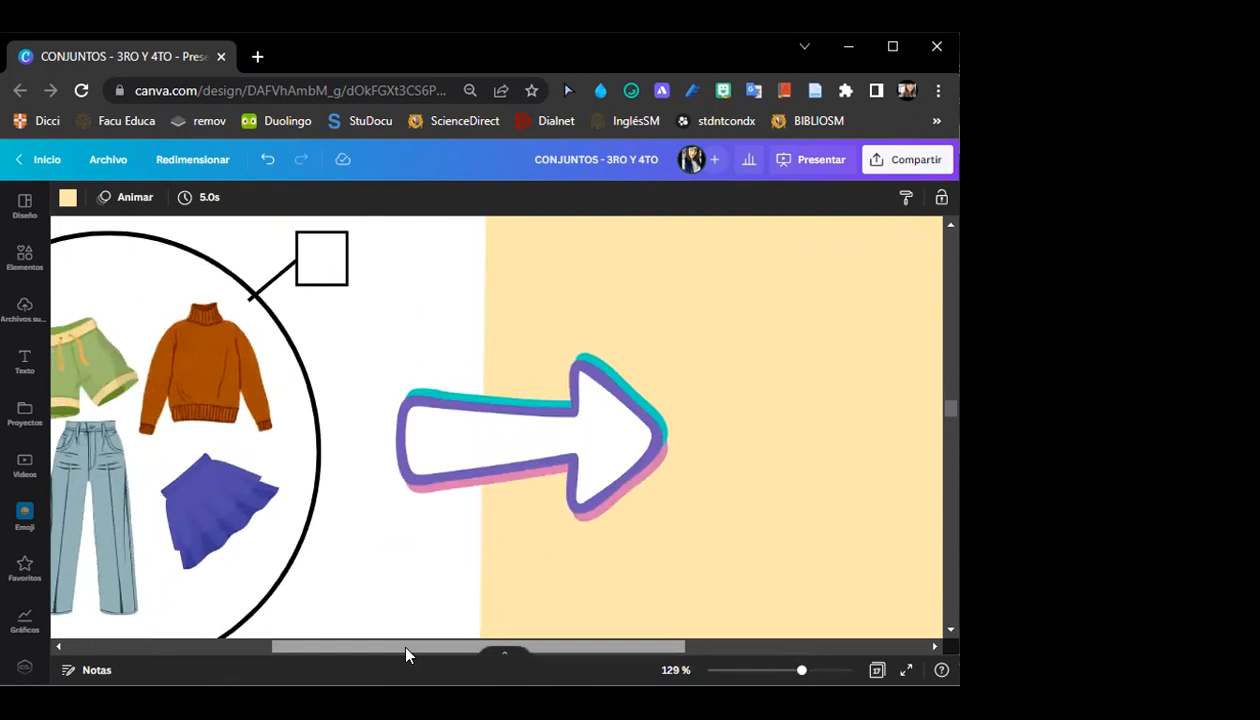 CONJUNTOS - 3RO Y 4TO - Prese
canva.com/design/DAFVhAmbM_g/dOkFGXt3CS6P...
Dicci Facu Educa remov Duolingo StuDocu ScienceDirect Dialnet InglésSM stdntcondx BIBLIOSM »
Inicio Archivo Redimensionar CONJUNTOS - 3RO Y 4TO Presentar Compartir
Animar 5.0s
Diseño
Elementos
Archivos su...
Texto
Proyectos
Videos
Emoji
Favoritos
Gráficos
Notas 129 % 17